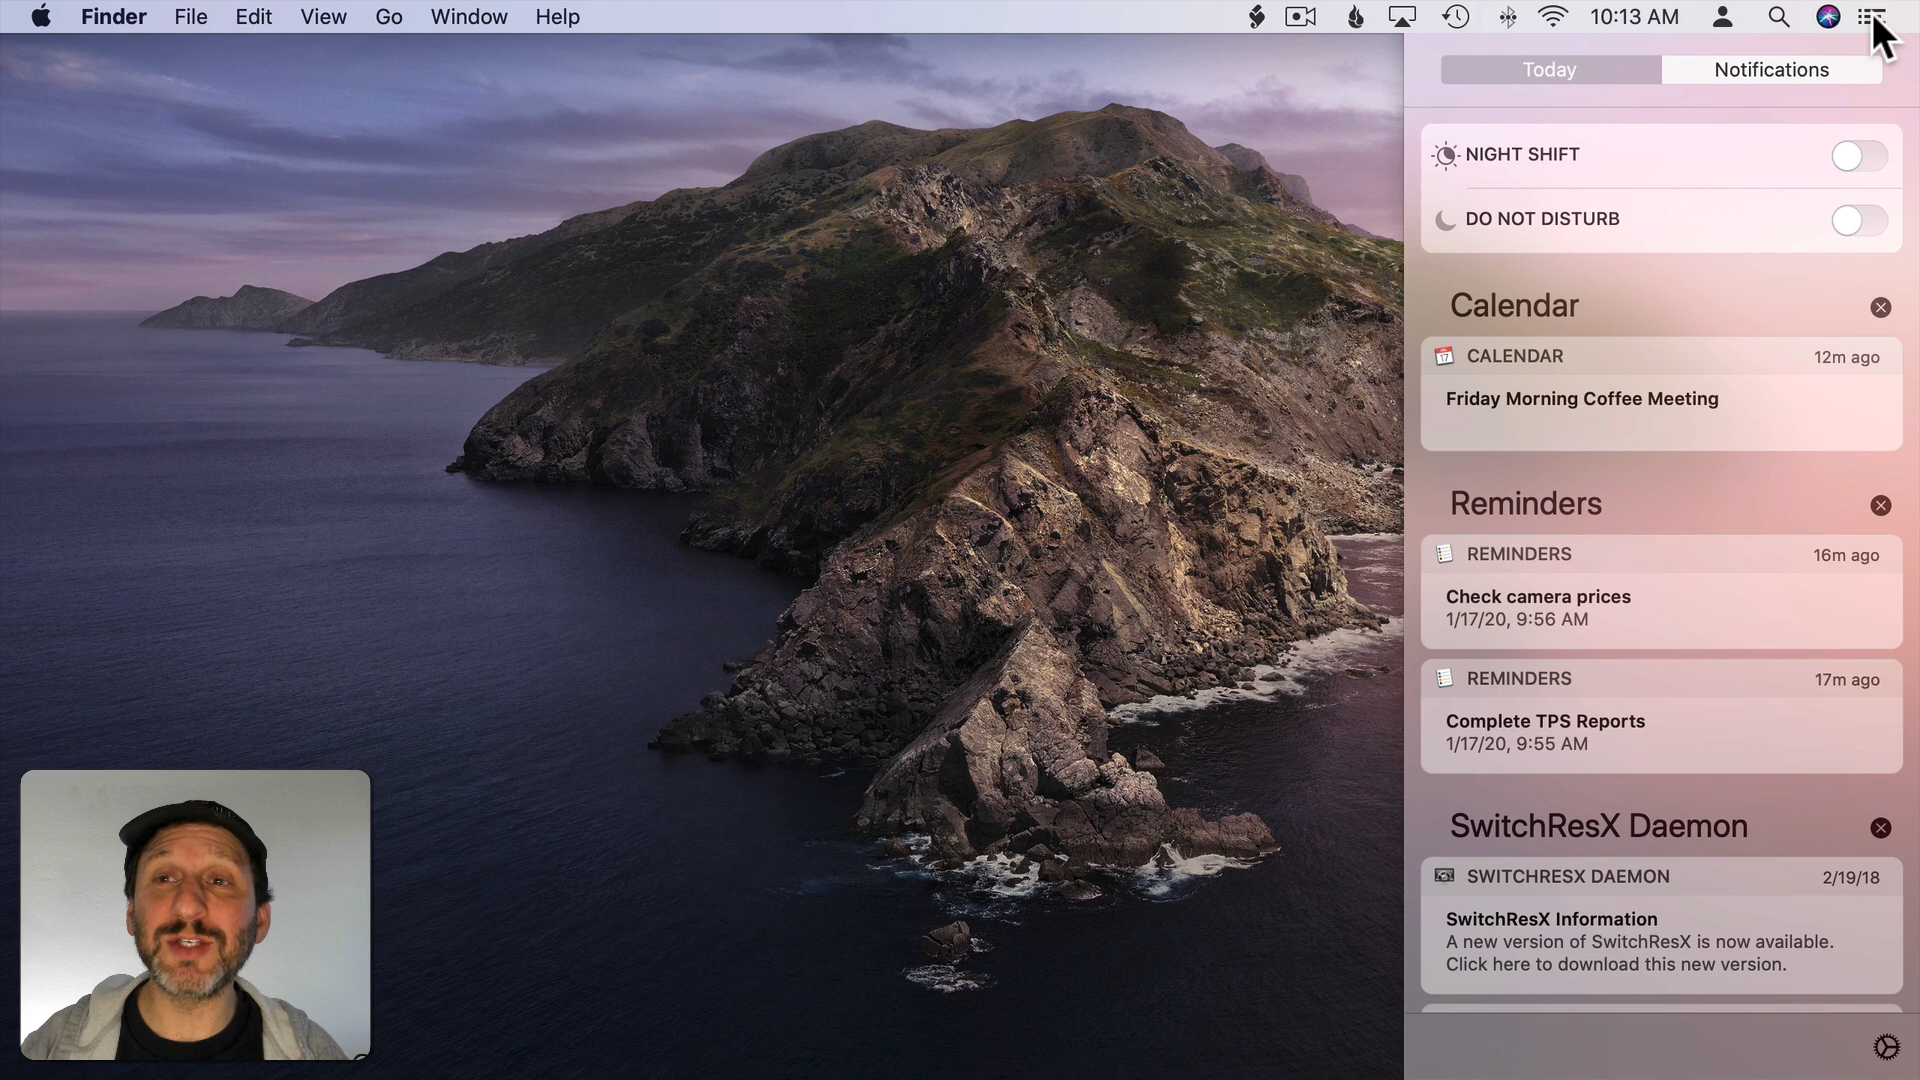 Finder File Edit View Go Window Help 10:13 AM
Today Notifications
NIGHT SHIFT
DO NOT DISTURB
Calendar
17 CALENDAR 12m ago
Friday Morning Coffee Meeting
Reminders
REMINDERS 16m ago
Check camera prices
1/17/20, 9:56 AM
REMINDERS 17m ago
Complete TPS Reports
1/17/20, 9:55 AM
SwitchResX Daemon
SWITCHRESX DAEMON 2/19/18
SwitchResX Information
A new version of SwitchResX is now available.
Click here to download this new version.